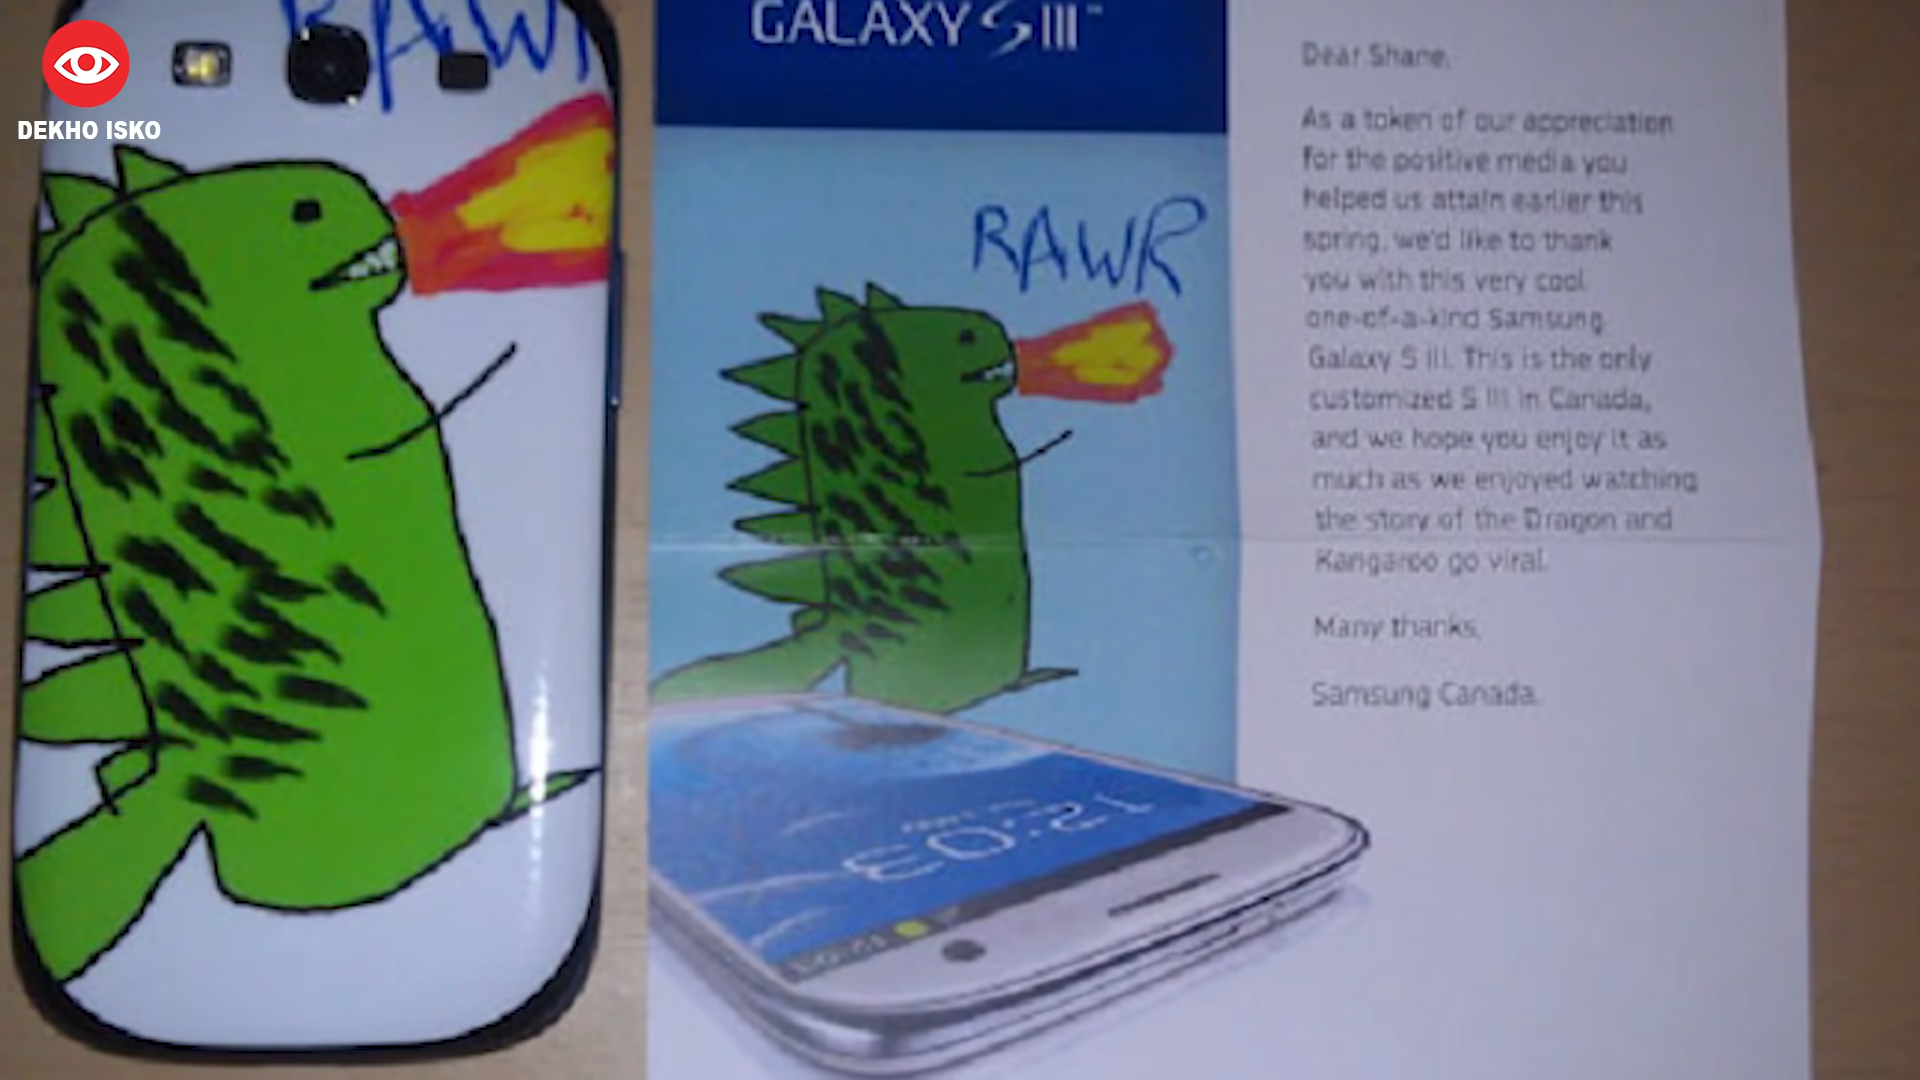 DEKHO ISKO
RAWR
GALAXY S III™
RAWR
12:03
Dear Shane,
As a token of our appreciation
for the positive media you
helped us attain earlier this
spring, we'd like to thank
you with this very cool
one-of-a-kind Samsung
Galaxy S III. This is the only
customized S III in Canada,
and we hope you enjoy it as
much as we enjoyed watching
the story of the Dragon and
Kangaroo go viral.
Many thanks,
Samsung Canada.